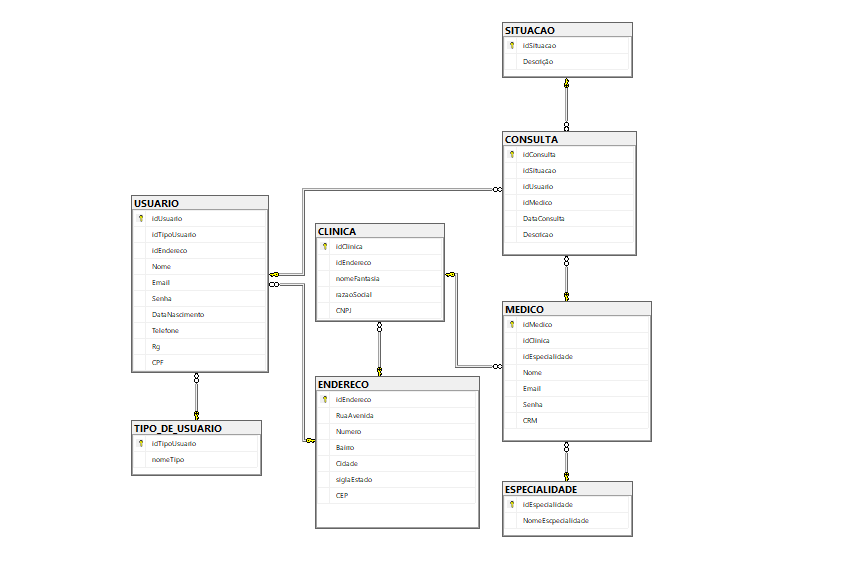 SITUACAO
idSituacao
Descrição
CONSULTA
idConsulta
idSituacao
idUsuario
idMedico
DataConsulta
Descricao
USUARIO
idUsuario
idTipoUsuario
idEndereco
Nome
Email
Senha
DataNascimento
Telefone
Rg
CPF
CLINICA
idClinica
idEndereco
nomeFantasia
razaoSocial
CNPJ
MEDICO
idMedico
idClinica
idEspecialidade
Nome
Email
Senha
CRM
ENDERECO
idEndereco
RuaAvenida
Numero
Bairro
Cidade
siglaEstado
CEP
TIPO_DE_USUARIO
idTipoUsuario
nomeTipo
ESPECIALIDADE
idEspecialidade
NomeEscpecialidade